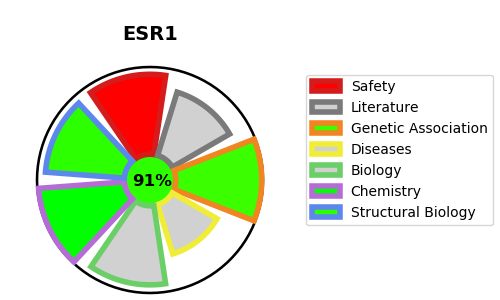 ESR1
91%
Safety
Literature
Genetic Association
Diseases
Biology
Chemistry
Structural Biology